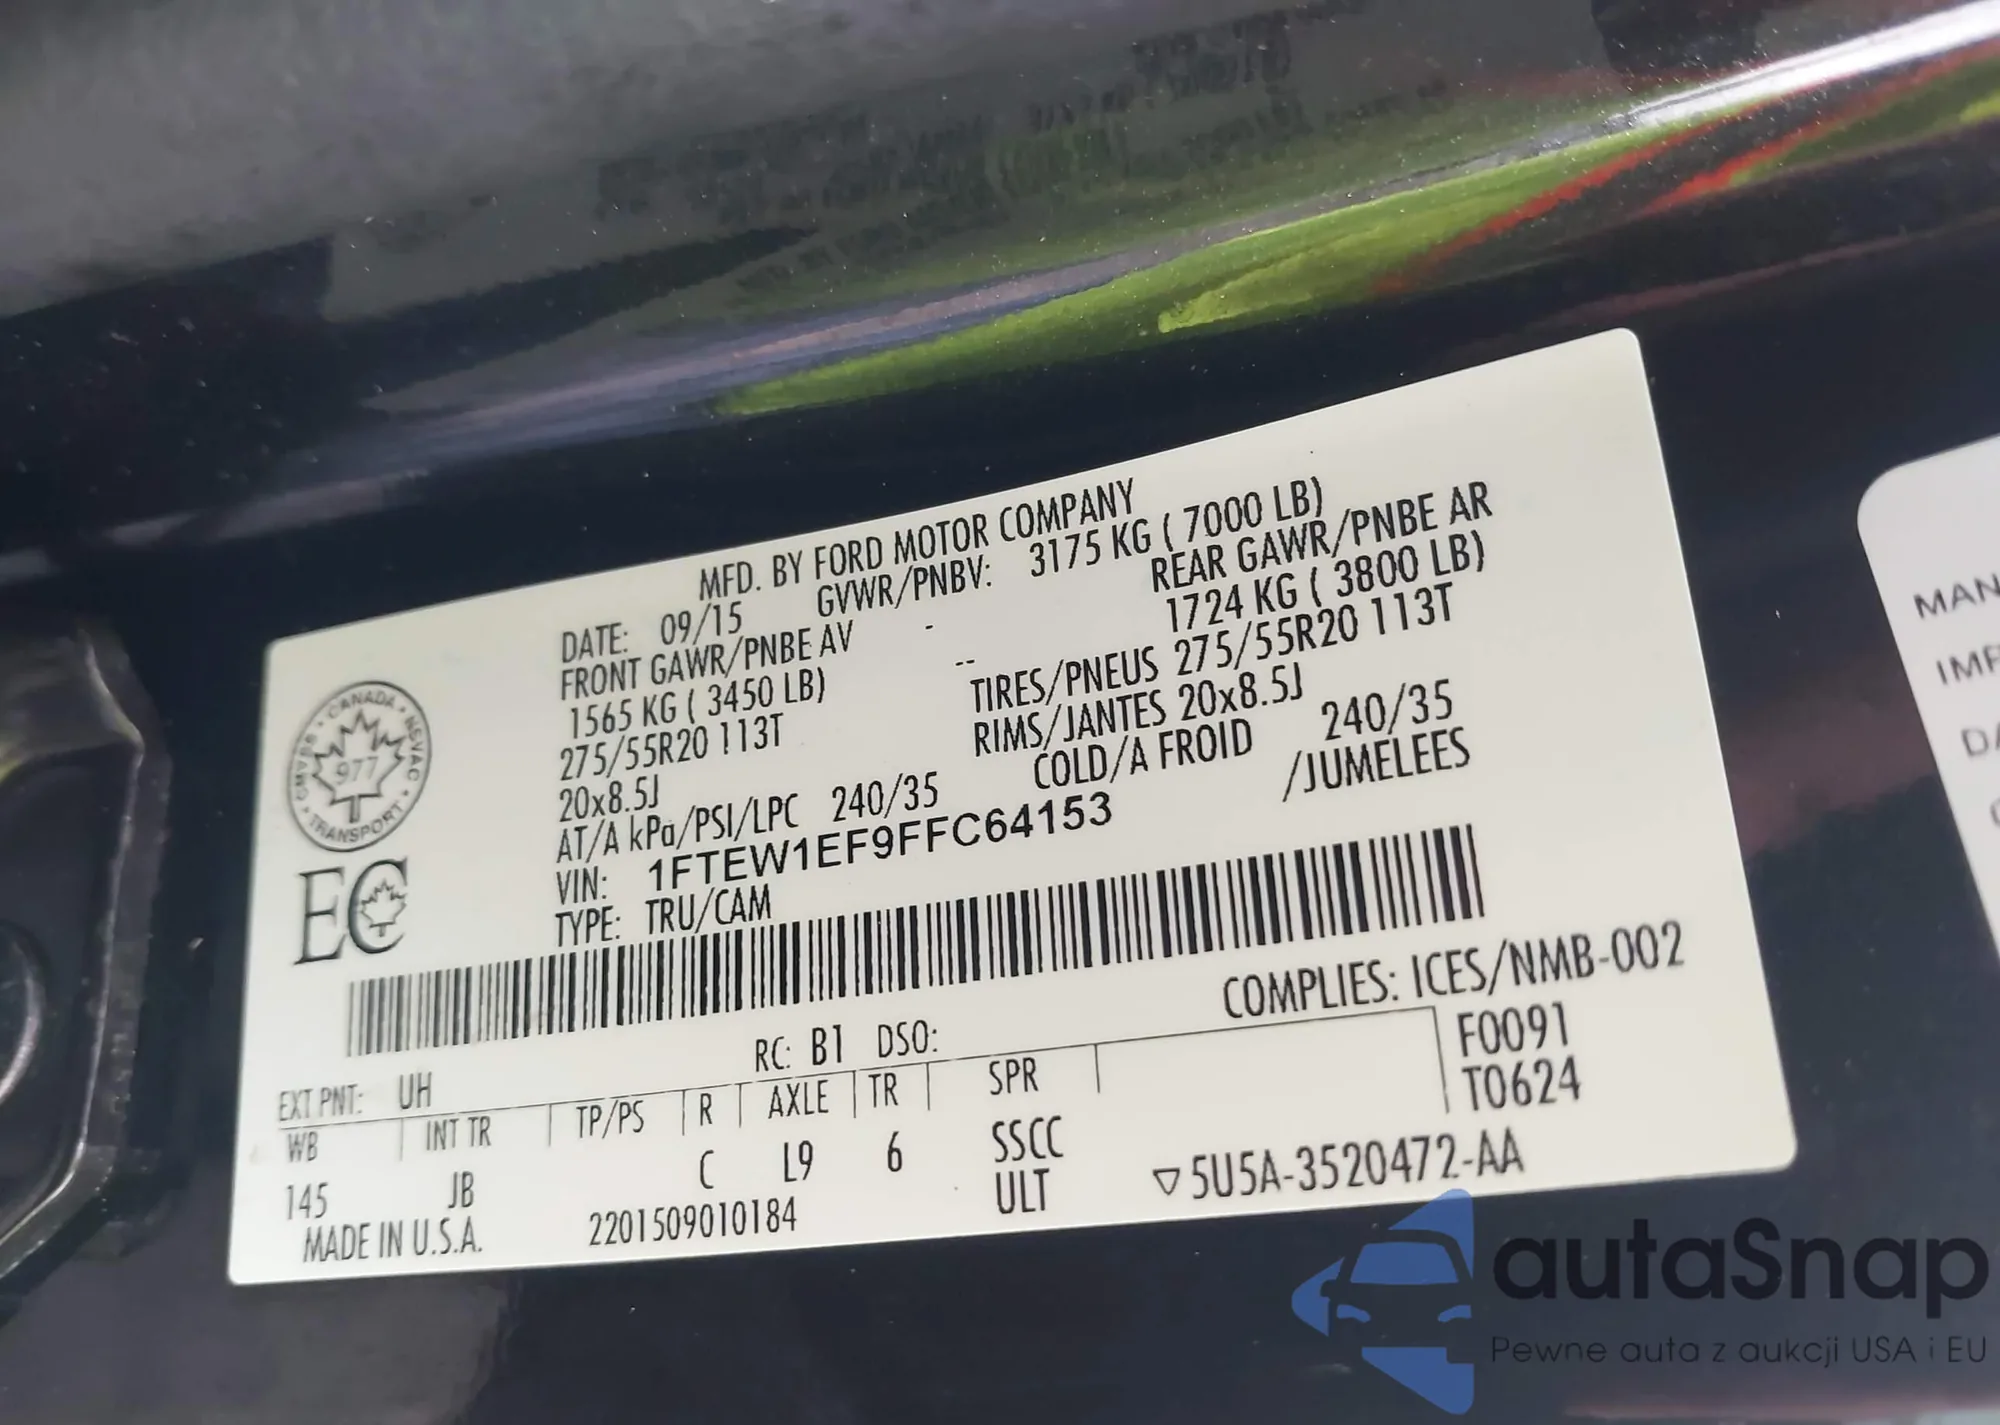 MFD. BY FORD MOTOR COMPANY
DATE: 09/15 GVWR/PNBV: 3175 KG ( 7000 LB)
FRONT GAWR/PNBE AV - REAR GAWR/PNBE AR
1565 KG ( 3450 LB) -- 1724 KG ( 3800 LB)
275/55R20 113T TIRES/PNEUS 275/55R20 113T
20x8.5J RIMS/JANTES 20x8.5J
AT/A kPa/PSI/LPC 240/35 COLD/A FROID 240/35
VIN: 1FTEW1EF9FFC64153 /JUMELEES
TYPE: TRU/CAM
CANADA • NSVAC • TRANSPORT • CMVSS
977
EC
COMPLIES: ICES/NMB-002
RC: B1 DSO:
F0091
T0624
EXT PNT: UH
WB INT TR TP/PS R AXLE TR SPR
145 JB C L9 6 SSCC
ULT
MADE IN U.S.A. 2201509010184 5U5A-3520472-AA
MAN
autaSnap
Pewne auta z aukcji USA i EU